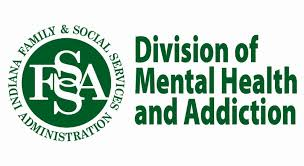 INDIANA FAMILY & SOCIAL SERVICES
ADMINISTRATION
FSSA
Division of
Mental Health
and Addiction